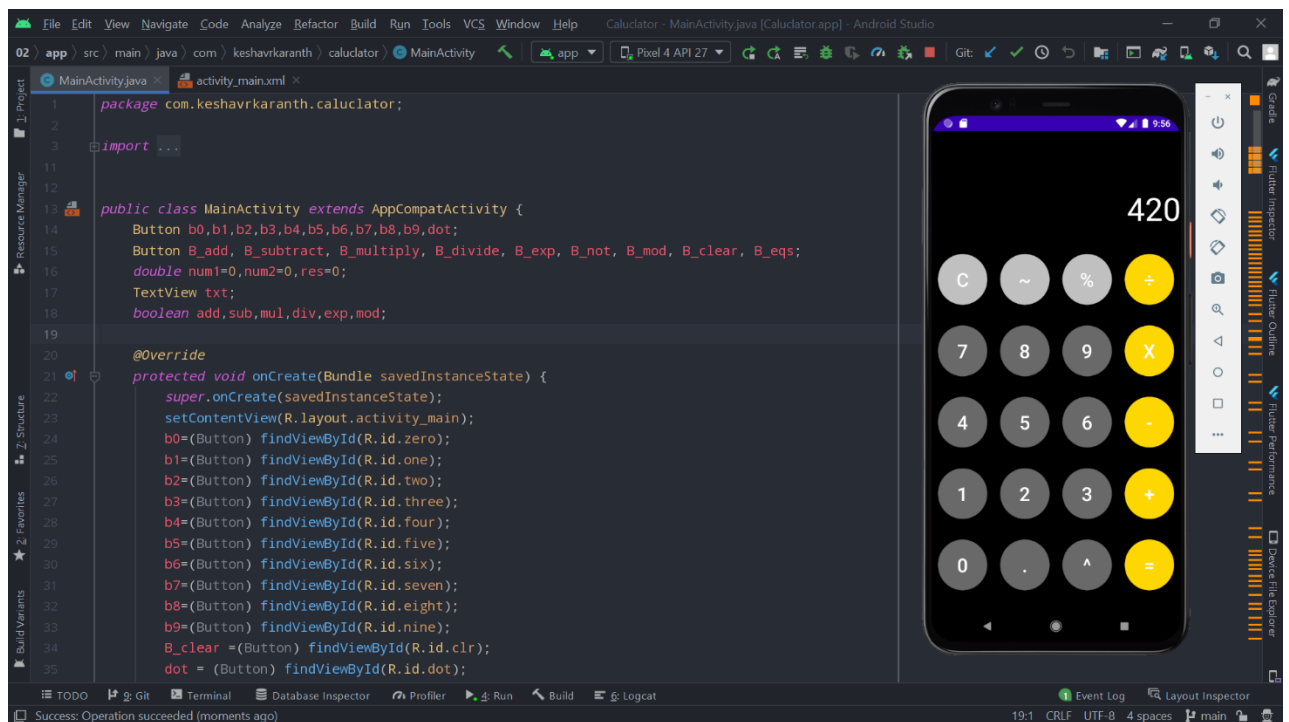 File Edit View Navigate Code Analyze Refactor Build Run Tools VCS Window Help Caluclator - MainActivity.java [Caluclator.app] - Android Studio
02 app src main java com keshavrkaranth caluclator MainActivity app Pixel 4 API 27 Git:
MainActivity.java activity_main.xml
1 package com.keshavrkaranth.caluclator;
2
3 import ...
11
12
13 public class MainActivity extends AppCompatActivity {
14 Button b0,b1,b2,b3,b4,b5,b6,b7,b8,b9,dot;
15 Button B_add, B_subtract, B_multiply, B_divide, B_exp, B_not, B_mod, B_clear, B_eqs;
16 double num1=0,num2=0,res=0;
17 TextView txt;
18 boolean add,sub,mul,div,exp,mod;
19
20 @Override
21 protected void onCreate(Bundle savedInstanceState) {
22 super.onCreate(savedInstanceState);
23 setContentView(R.layout.activity_main);
24 b0=(Button) findViewById(R.id.zero);
25 b1=(Button) findViewById(R.id.one);
26 b2=(Button) findViewById(R.id.two);
27 b3=(Button) findViewById(R.id.three);
28 b4=(Button) findViewById(R.id.four);
29 b5=(Button) findViewById(R.id.five);
30 b6=(Button) findViewById(R.id.six);
31 b7=(Button) findViewById(R.id.seven);
32 b8=(Button) findViewById(R.id.eight);
33 b9=(Button) findViewById(R.id.nine);
34 B_clear =(Button) findViewById(R.id.clr);
35 dot = (Button) findViewById(R.id.dot);
1: Project
Resource Manager
7: Structure
2: Favorites
Build Variants
9:56
420
C ~ % ÷
7 8 9 X
4 5 6 -
1 2 3 +
0 . ^ =
Gradle
Flutter Inspector
Flutter Outline
Flutter Performance
Device File Explorer
TODO 9: Git Terminal Database Inspector Profiler 4: Run Build 6: Logcat 1 Event Log Layout Inspector
Success: Operation succeeded (moments ago) 19:1 CRLF UTF-8 4 spaces main